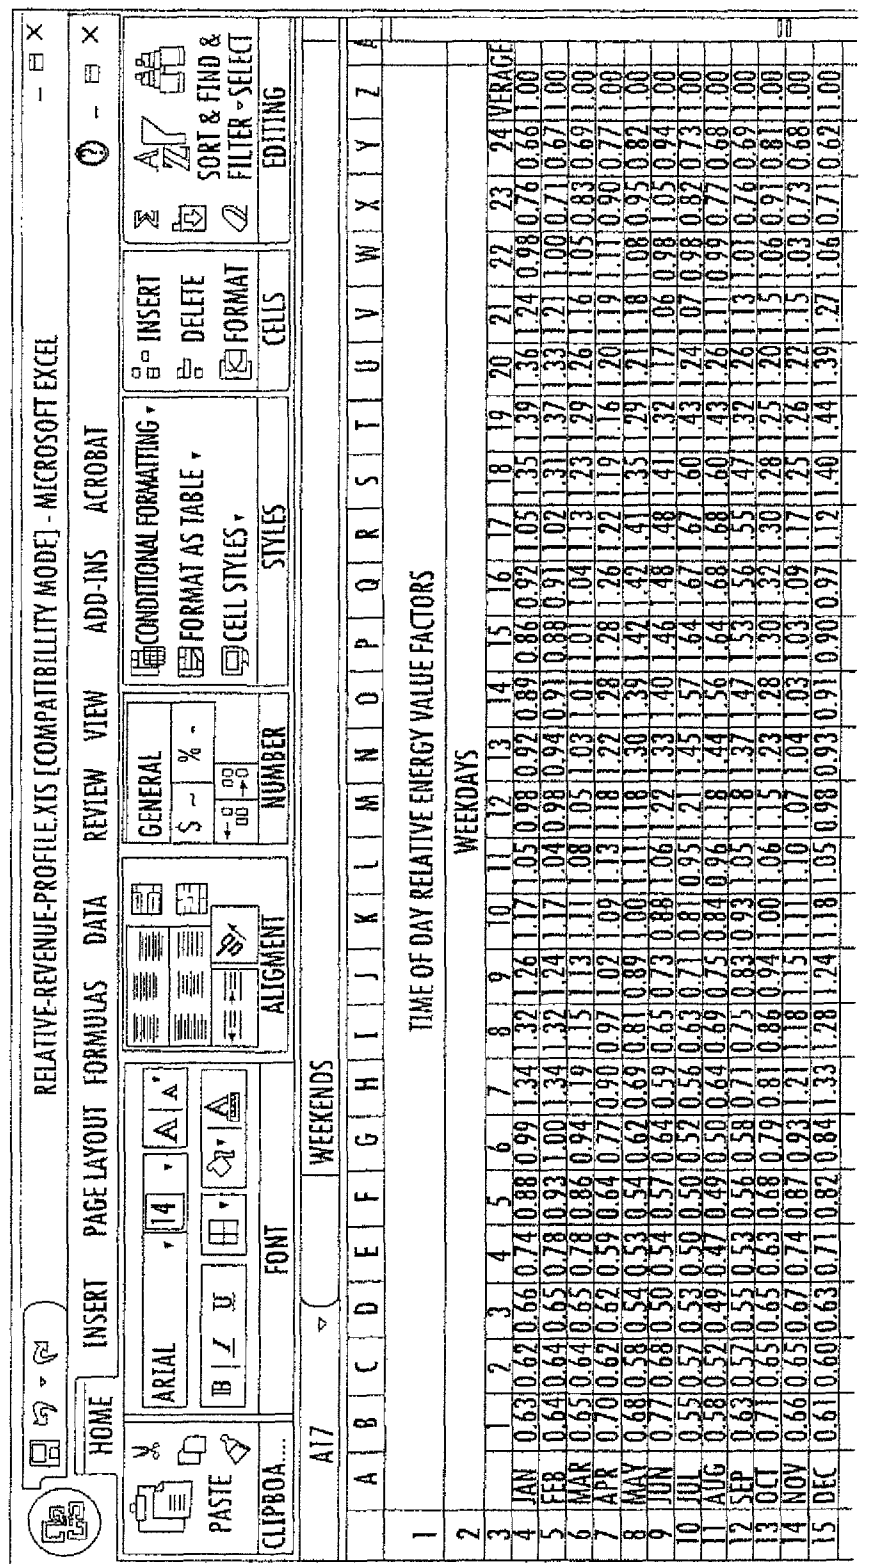 RELATIVE-REVENUE-PROFILE.XIS [COMPATIBILLITY MODE] - MICROSOFT EXCEL
HOME INSERT PAGE LAYOUT FORMULAS DATA REVIEW VIEW ADD-INS ACROBAT
PASTE
CLIPBOA....
ARIAL 14 A A
B I U A
FONT
ALIGMENT
GENERAL
$ ~ % -
NUMBER
CONDITIONAL FORMATTING
FORMAT AS TABLE
CELL STYLES
STYLES
INSERT
DELETE
FORMAT
CELLS
Σ
SORT & FIND &
FILTER - SELECT
EDITING
A17 WEEKENDS
A B C D E F G H I J K L M N O P Q R S T U V W X Y Z A
1 TIME OF DAY RELATIVE ENERGY VALUE FACTORS
2 WEEKDAYS
3 1 2 3 4 5 6 7 8 9 10 11 12 13 14 15 16 17 18 19 20 21 22 23 24 VERAGE
4 JAN 0.63 0.62 0.66 0.74 0.88 0.99 1.34 1.32 1.26 1.17 1.05 0.98 0.92 0.89 0.86 0.92 1.05 1.35 1.39 1.36 1.24 0.98 0.76 0.66 1.00
5 FEB 0.64 0.64 0.65 0.78 0.93 1.00 1.34 1.32 1.24 1.17 1.04 0.98 0.94 0.91 0.88 0.91 1.02 1.31 1.37 1.33 1.21 1.00 0.71 0.67 1.00
6 MAR 0.65 0.64 0.65 0.78 0.86 0.94 1.19 1.15 1.13 1.11 1.08 1.05 1.03 1.01 1.01 1.04 1.13 1.23 1.29 1.26 1.16 1.05 0.83 0.69 1.00
7 APR 0.70 0.62 0.62 0.59 0.64 0.77 0.90 0.97 1.02 1.09 1.13 1.18 1.22 1.28 1.28 1.26 1.22 1.19 1.16 1.20 1.19 1.11 0.90 0.77 1.00
8 MAY 0.68 0.58 0.54 0.53 0.54 0.62 0.69 0.81 0.89 1.00 1.11 1.18 1.30 1.39 1.42 1.42 1.41 1.35 1.29 1.21 1.18 1.08 0.95 0.82 1.00
9 JUN 0.77 0.68 0.50 0.54 0.57 0.64 0.59 0.65 0.73 0.88 1.06 1.22 1.33 1.40 1.46 1.48 1.48 1.41 1.32 1.17 1.06 0.98 1.05 0.94 1.00
10 JUL 0.55 0.57 0.53 0.50 0.50 0.52 0.56 0.63 0.71 0.81 0.95 1.21 1.45 1.57 1.64 1.67 1.67 1.60 1.43 1.24 1.07 0.98 0.82 0.73 1.00
11 AUG 0.58 0.52 0.49 0.47 0.49 0.50 0.64 0.69 0.75 0.84 0.96 1.18 1.44 1.56 1.64 1.68 1.68 1.60 1.43 1.26 1.11 0.99 0.77 0.68 1.00
12 SEP 0.63 0.57 0.55 0.53 0.56 0.58 0.71 0.75 0.83 0.93 1.05 1.18 1.37 1.47 1.53 1.56 1.55 1.47 1.32 1.26 1.13 1.01 0.76 0.69 1.00
13 OCT 0.71 0.65 0.65 0.63 0.68 0.79 0.81 0.86 0.94 1.00 1.06 1.15 1.23 1.28 1.30 1.32 1.30 1.28 1.25 1.20 1.15 1.06 0.91 0.81 1.00
14 NOV 0.66 0.65 0.67 0.74 0.87 0.93 1.21 1.18 1.15 1.11 1.10 1.07 1.04 1.03 1.03 1.09 1.17 1.25 1.26 1.22 1.15 1.03 0.73 0.68 1.00
15 DEC 0.61 0.60 0.63 0.71 0.82 0.84 1.33 1.28 1.24 1.18 1.05 0.98 0.93 0.91 0.90 0.97 1.12 1.40 1.44 1.39 1.27 1.06 0.71 0.62 1.00